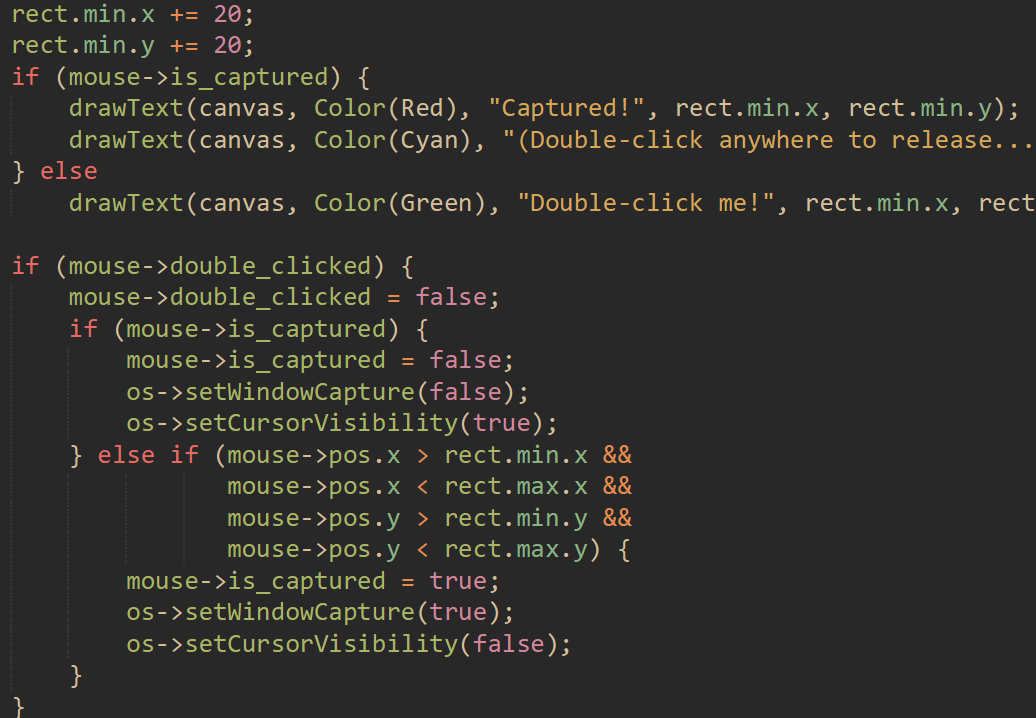 rect.min.x += 20;
rect.min.y += 20;
if (mouse->is_captured) {
    drawText(canvas, Color(Red), "Captured!", rect.min.x, rect.min.y);
    drawText(canvas, Color(Cyan), "(Double-click anywhere to release...
} else
    drawText(canvas, Color(Green), "Double-click me!", rect.min.x, rect

if (mouse->double_clicked) {
    mouse->double_clicked = false;
    if (mouse->is_captured) {
        mouse->is_captured = false;
        os->setWindowCapture(false);
        os->setCursorVisibility(true);
    } else if (mouse->pos.x > rect.min.x &&
               mouse->pos.x < rect.max.x &&
               mouse->pos.y > rect.min.y &&
               mouse->pos.y < rect.max.y) {
        mouse->is_captured = true;
        os->setWindowCapture(true);
        os->setCursorVisibility(false);
    }
}